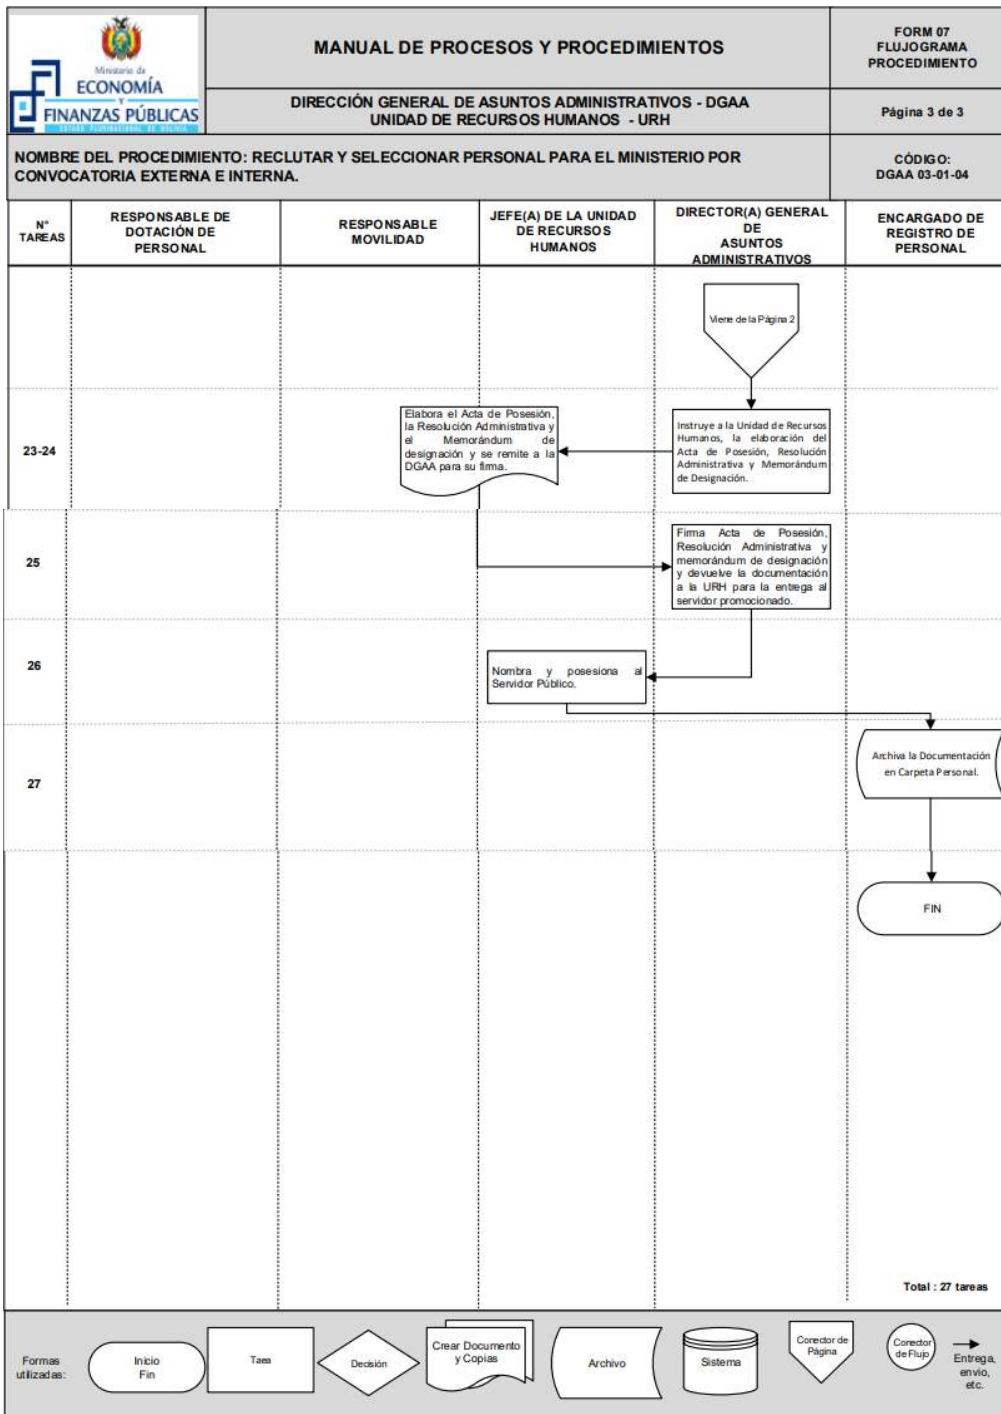 Ministerio de
ECONOMÍA
Y
FINANZAS PÚBLICAS
ESTADO PLURINACIONAL DE BOLIVIA
MANUAL DE PROCESOS Y PROCEDIMIENTOS
FORM 07
FLUJOGRAMA
PROCEDIMIENTO
DIRECCIÓN GENERAL DE ASUNTOS ADMINISTRATIVOS - DGAA
UNIDAD DE RECURSOS HUMANOS - URH
Página 3 de 3
NOMBRE DEL PROCEDIMIENTO: RECLUTAR Y SELECCIONAR PERSONAL PARA EL MINISTERIO POR
CONVOCATORIA EXTERNA E INTERNA.
CÓDIGO:
DGAA 03-01-04
N°
TAREAS
RESPONSABLE DE
DOTACIÓN DE
PERSONAL
RESPONSABLE
MOVILIDAD
JEFE(A) DE LA UNIDAD
DE RECURSOS
HUMANOS
DIRECTOR(A) GENERAL
DE
ASUNTOS
ADMINISTRATIVOS
ENCARGADO DE
REGISTRO DE
PERSONAL
Viene de la Página 2
23-24
Elabora el Acta de Posesión,
la Resolución Administrativa y
el Memorándum de
designación y se remite a la
DGAA para su firma.
Instruye a la Unidad de Recursos
Humanos, la elaboración del
Acta de Posesión, Resolución
Administrativa y Memorándum
de Designación.
25
Firma Acta de Posesión,
Resolución Administrativa y
memorándum de designación
y devuelve la documentación
a la URH para la entrega al
servidor promocionado.
26
Nombra y posesiona al
Servidor Público.
27
Archiva la Documentación
en Carpeta Personal.
FIN
Total : 27 tareas
Formas
utilizadas:
Inicio
Fin
Taea
Decisión
Crear Documento
y Copias
Archivo
Sistema
Conector de
Página
Conector
de Flujo
Entrega,
envio,
etc.